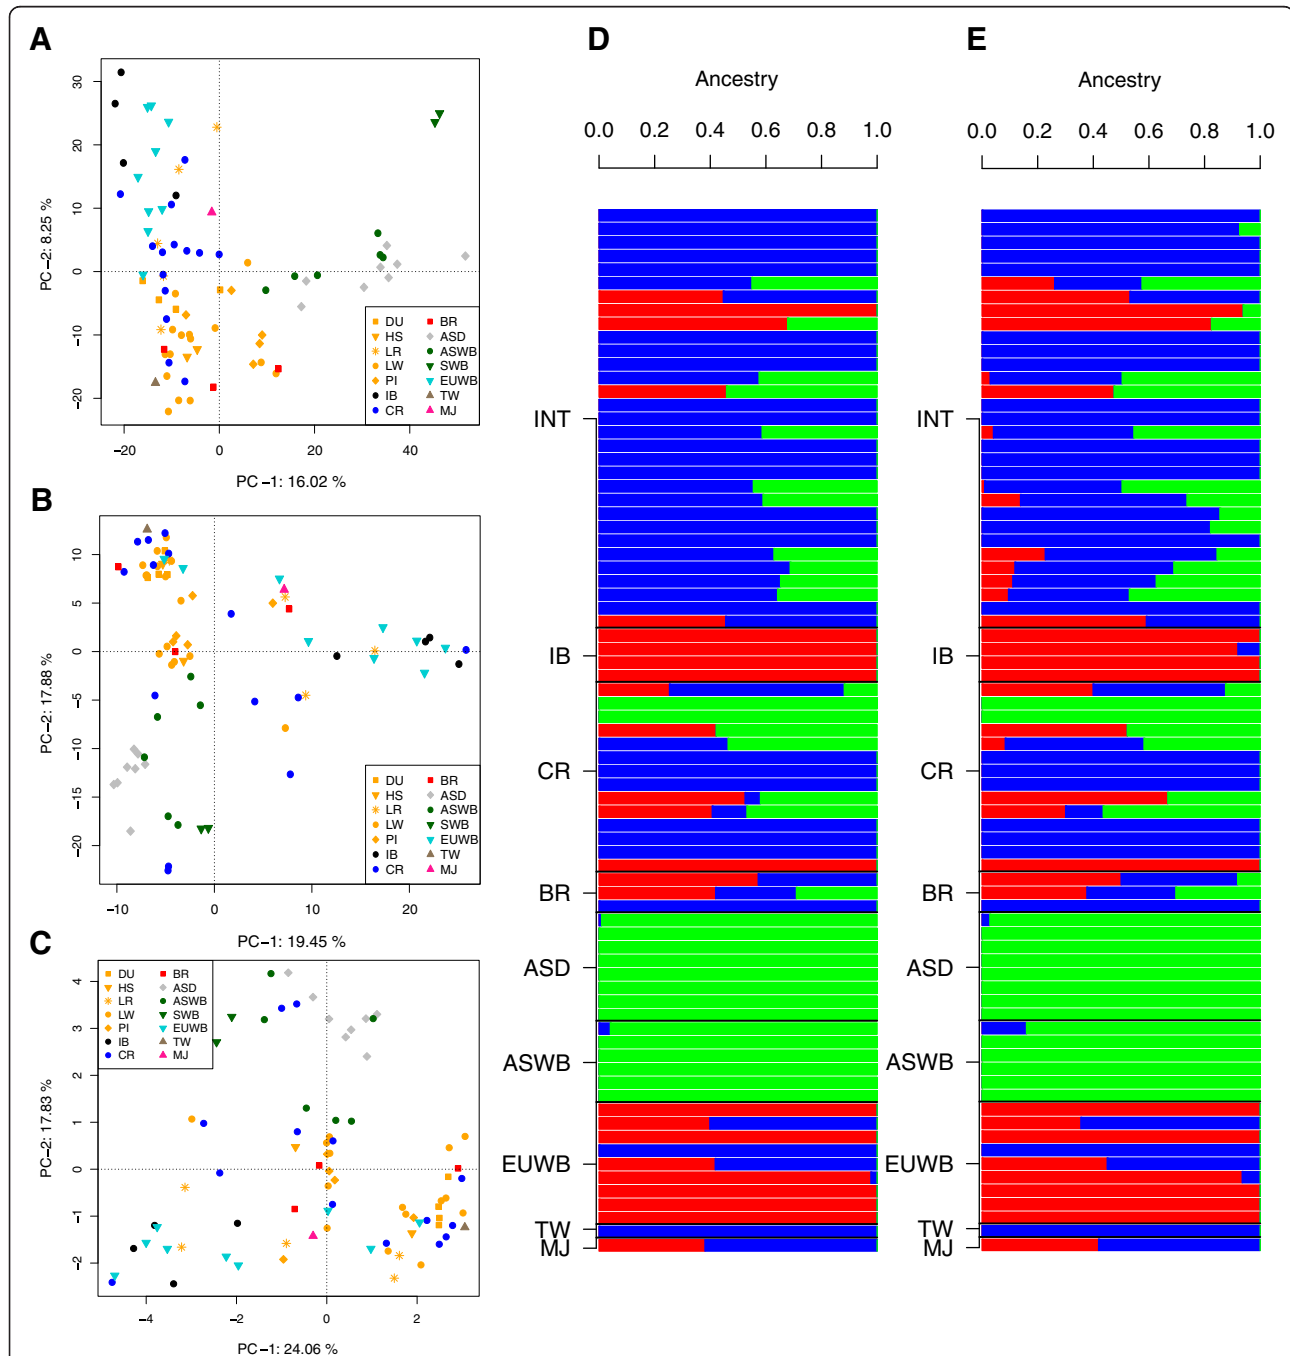 A
30
20
10
0
−10
−20
PC−2: 8.25 %
−20
0
20
40
PC−1: 16.02 %
DU
HS
LR
LW
PI
IB
CR
BR
ASD
ASWB
SWB
EUWB
TW
MJ
B
10
5
0
−5
−10
−15
−20
PC−2: 17.88 %
−10
0
10
20
PC−1: 19.45 %
DU
HS
LR
LW
PI
IB
CR
BR
ASD
ASWB
SWB
EUWB
TW
MJ
C
4
3
2
1
0
−1
−2
PC−2: 17.83 %
−4
−2
0
2
PC−1: 24.06 %
DU
HS
LR
LW
PI
IB
CR
BR
ASD
ASWB
SWB
EUWB
TW
MJ
D
Ancestry
0.0 0.2 0.4 0.6 0.8 1.0
INT
IB
CR
BR
ASD
ASWB
EUWB
TW
MJ
E
Ancestry
0.0 0.2 0.4 0.6 0.8 1.0
INT
IB
CR
BR
ASD
ASWB
EUWB
TW
MJ